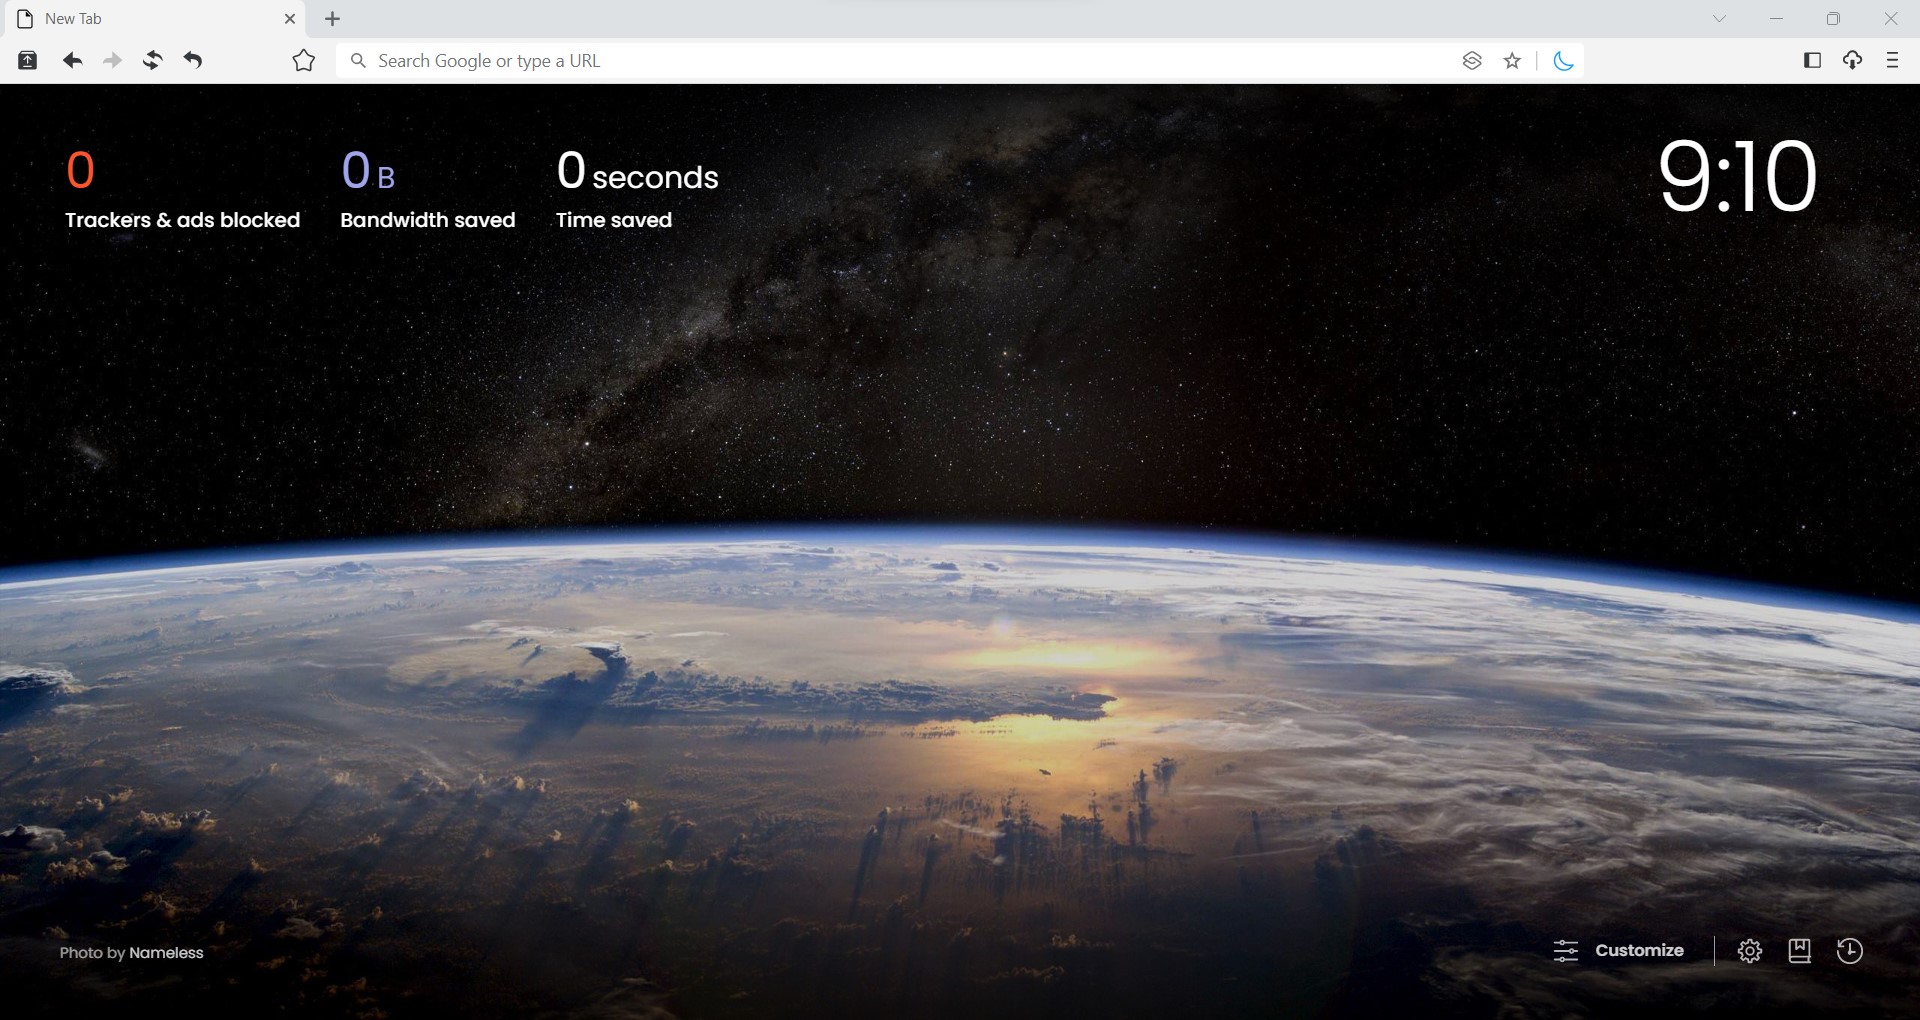 New Tab
Search Google or type a URL
0
0 B
0 seconds
9:10
Trackers & ads blocked
Bandwidth saved
Time saved
Photo by Nameless
Customize